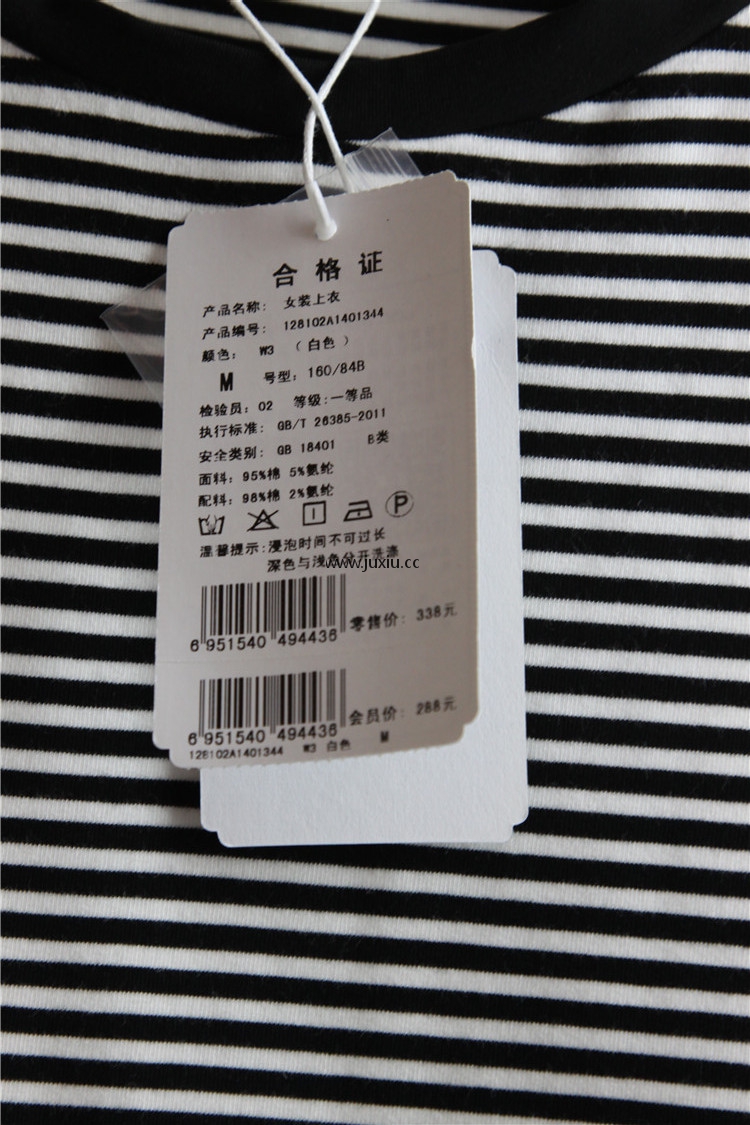 合格证
产品名称: 女装上衣
产品编号: 128102A1401344
颜色: W3 （白色）
M 号型: 160/84B
检验员: 02 等级:一等品
执行标准: GB/T 26385-2011
安全类别: GB 18401 B类
面料: 95%棉 5%氨纶
配料: 98%棉 2%氨纶
P
温馨提示:浸泡时间不可过长
深色与浅色分开洗涤
www.juxiu.cc
零售价: 338元
6 951540 494436
会员价: 288元
6 951540 494436
128102A1401344 W3 白色 M